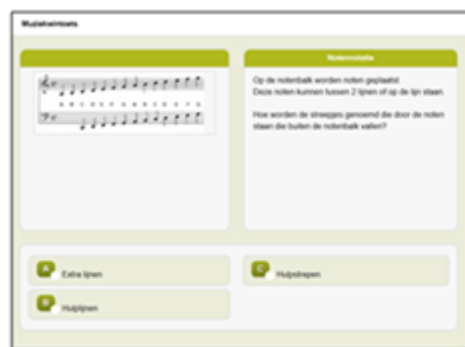 Muziekeintoets
Notennotatie
Op de notenbalk worden noten geplaatst.
Deze noten kunnen tussen 2 lijnen of op de lijn staan.
Hoe worden de streepjes genoemd die door de noten
staan die buiten de notenbalk vallen?
A Extra lijnen
B Hulplijnen
C Hulpstrepen